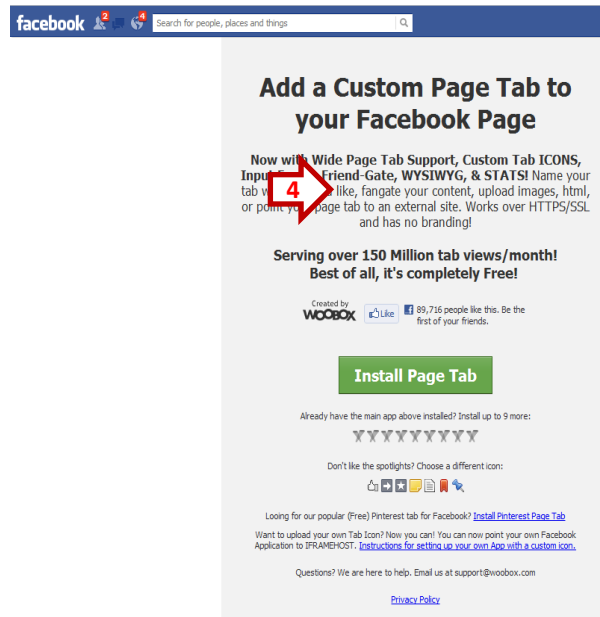 facebook 2 4 Search for people, places and things
Add a Custom Page Tab to
your Facebook Page
Now with Wide Page Tab Support, Custom Tab ICONS,
Friend-Gate, WYSIWYG, & STATS! Name your
tab like, fangate your content, upload images, html,
or point page tab to an external site. Works over HTTPS/SSL
and has no branding!
4
Serving over 150 Million tab views/month!
Best of all, it's completely Free!
Created by
WOOBOX
Like
89,716 people like this. Be the
first of your friends.
Install Page Tab
Already have the main app above installed? Install up to 9 more:
Don't like the spotlights? Choose a different icon:
Looing for our popular (Free) Pinterest tab for Facebook? Install Pinterest Page Tab
Want to upload your own Tab Icon? Now you can! You can now point your own Facebook
Application to IFRAMEHOST. Instructions for setting up your own App with a custom icon.
Questions? We are here to help. Email us at support@woobox.com
Privacy Policy